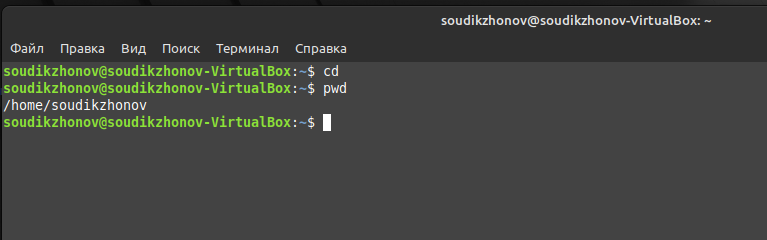 soudikzhonov@soudikzhonov-VirtualBox: ~
Файл Правка Вид Поиск Терминал Справка
soudikzhonov@soudikzhonov-VirtualBox:~$ cd
soudikzhonov@soudikzhonov-VirtualBox:~$ pwd
/home/soudikzhonov
soudikzhonov@soudikzhonov-VirtualBox:~$